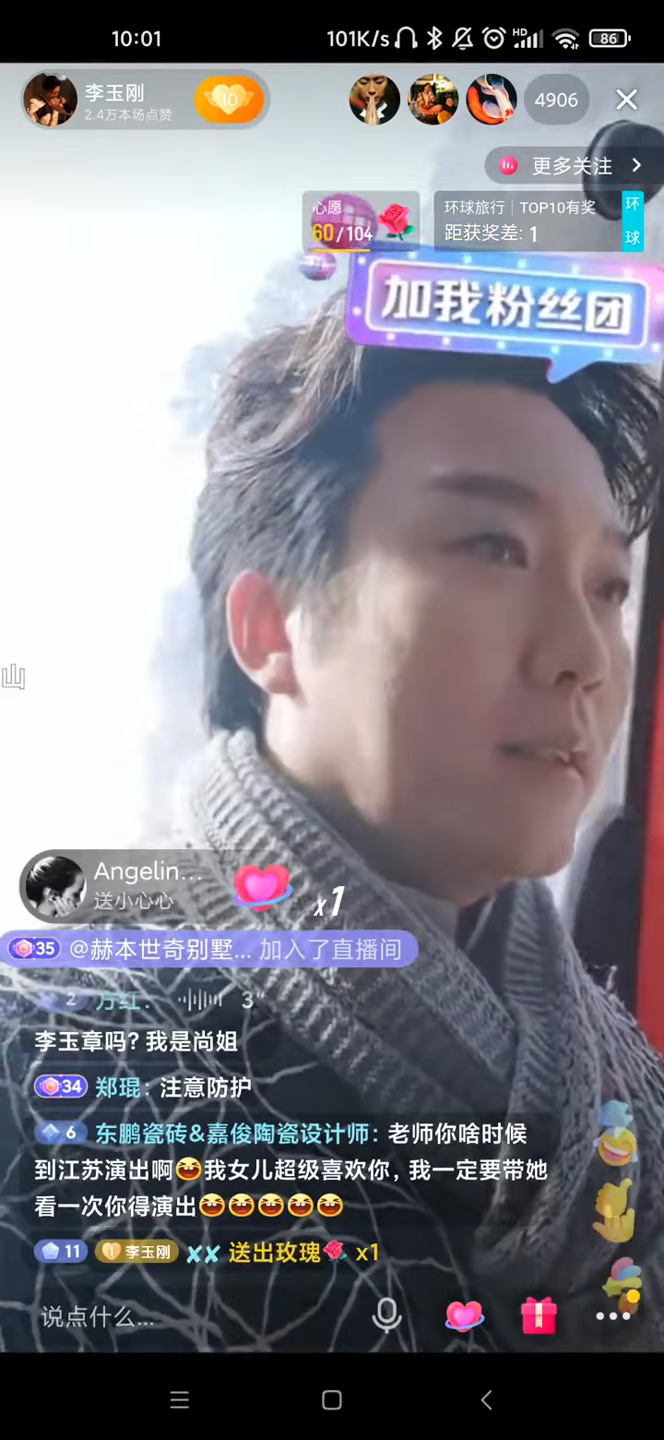 10:01
101K/s
HD
86
李玉刚
2.4万本场点赞
10
4906
更多关注
心愿
60/104
环球旅行｜TOP10有奖
距获奖差: 1
环
球
加我粉丝团
山
Angelin...
送小心心
x1
35 @赫本世奇别墅... 加入了直播间
2 方红： 3"
李玉章吗? 我是尚姐
34 郑琨：注意防护
6 东鹏瓷砖&嘉俊陶瓷设计师: 老师你啥时候
到江苏演出啊😆我女儿超级喜欢你, 我一定要带她
看一次你得演出😆😆😆😆😆
11 1 李玉刚 ✘✘ 送出玫瑰🌹 x1
说点什么...